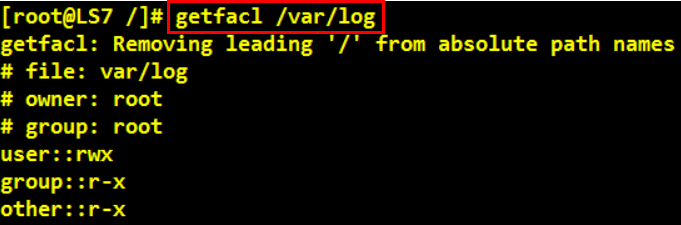 [root@LS7 /]# getfacl /var/log
getfacl: Removing leading '/' from absolute path names
# file: var/log
# owner: root
# group: root
user::rwx
group::r-x
other::r-x